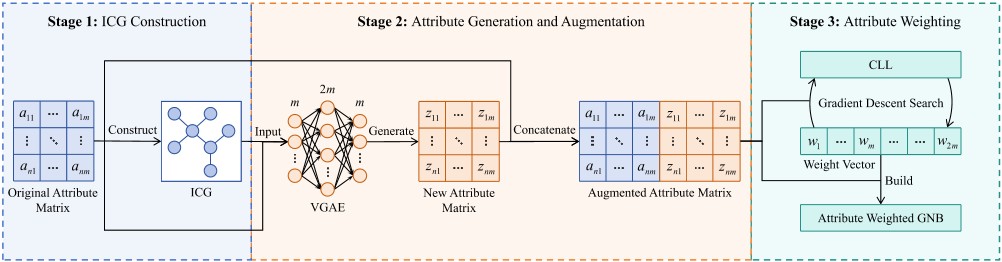 Stage 1: ICG Construction
a11 ... a1m
⋮ ⋱ ⋮
an1 ... anm
Original Attribute
Matrix
Construct
ICG
Stage 2: Attribute Generation and Augmentation
Input
m 2m m
VGAE
Generate
z11 ... z1m
⋮ ⋱ ⋮
zn1 ... znm
New Attribute
Matrix
Concatenate
a11 ... a1m z11 ... z1m
⋮ ⋱ ⋮ ⋮ ⋱ ⋮
an1 ... anm zn1 ... znm
Augmented Attribute Matrix
Stage 3: Attribute Weighting
CLL
Gradient Descent Search
w1 ... wm ... ... w2m
Weight Vector
Build
Attribute Weighted GNB